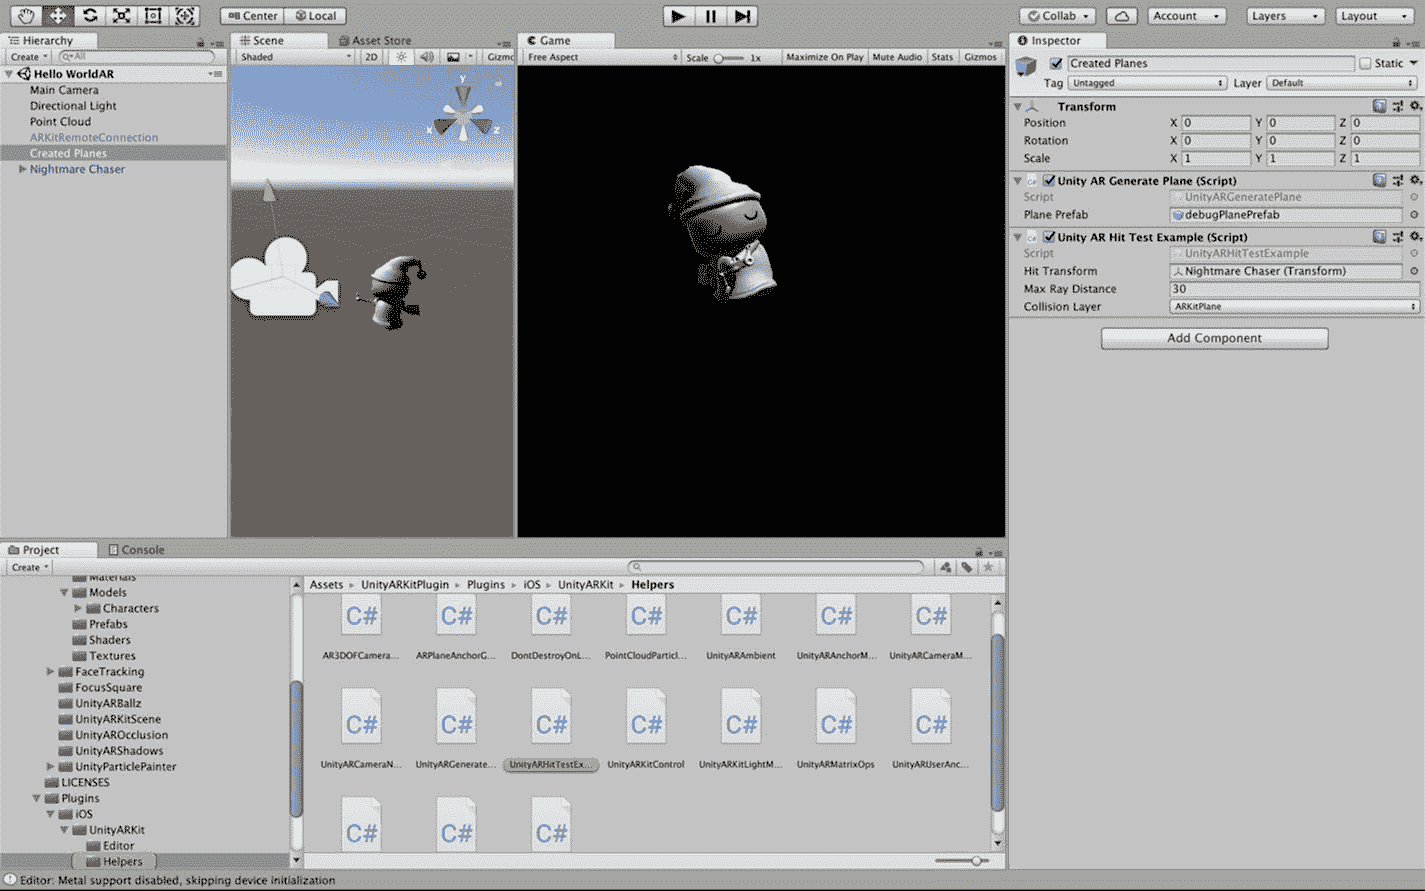 Center Local
Collab Account Layers Layout
Hierarchy
Create All
Hello WorldAR
Main Camera
Directional Light
Point Cloud
ARKitRemoteConnection
Created Planes
Nightmare Chaser
Scene Asset Store
Shaded 2D Gizmo
y
x z
Game
Free Aspect Scale 1x Maximize On Play Mute Audio Stats Gizmos
Inspector
Created Planes Static
Tag Untagged Layer Default
Transform
Position X 0 Y 0 Z 0
Rotation X 0 Y 0 Z 0
Scale X 1 Y 1 Z 1
Unity AR Generate Plane (Script)
Script UnityARGeneratePlane
Plane Prefab debugPlanePrefab
Unity AR Hit Test Example (Script)
Script UnityARHitTestExample
Hit Transform Nightmare Chaser (Transform)
Max Ray Distance 30
Collision Layer ARKitPlane
Add Component
Project Console
Create
Materials
Models
Characters
Prefabs
Shaders
Textures
FaceTracking
FocusSquare
UnityARBallz
UnityARKitScene
UnityAROcclusion
UnityARShadows
UnityParticlePainter
LICENSES
Plugins
iOS
UnityARKit
Editor
Helpers
Assets UnityARKitPlugin Plugins iOS UnityARKit Helpers
C# C# C# C# C# C# C#
AR3DOFCamera... ARPlaneAnchorG... DontDestroyOnL... PointCloudParticl... UnityARAmbient UnityARAnchorM... UnityARCameraM...
C# C# C# C# C# C# C#
UnityARCameraN... UnityARGenerate... UnityARHitTestEx... UnityARKitControl UnityARKitLightM... UnityARMatrixOps UnityARUserAnc...
C# C# C#
Editor: Metal support disabled, skipping device initialization